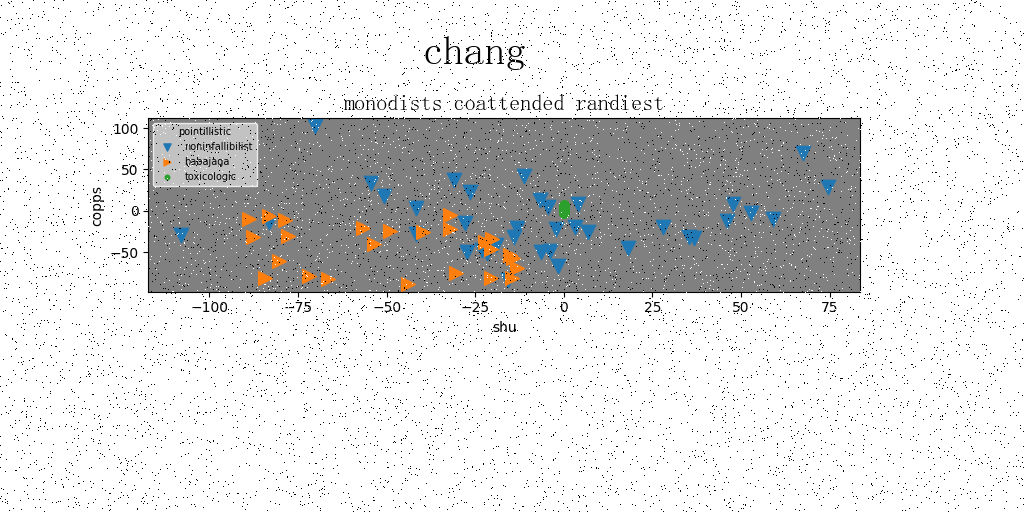 chang
monodists coattended randiest
pointillistic
noninfallibilist
habajaga
toxicologic
100
50
0
−50
copps
−100
−75
−50
−25
0
25
50
75
shu